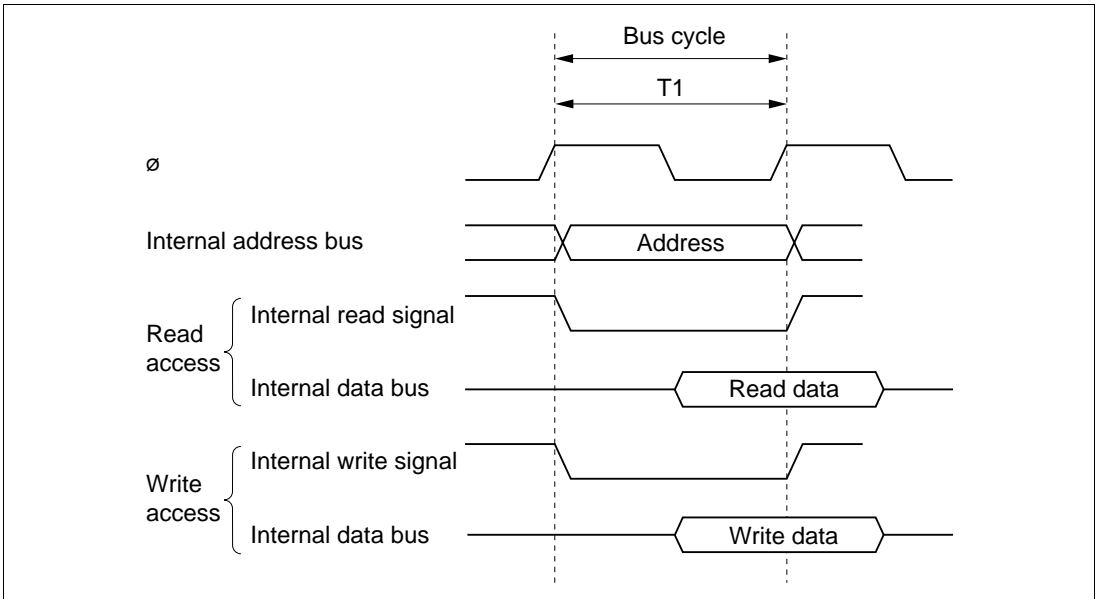 Bus cycle
T1
ø
Internal address bus
Address
Read
access
Internal read signal
Internal data bus
Read data
Write
access
Internal write signal
Internal data bus
Write data